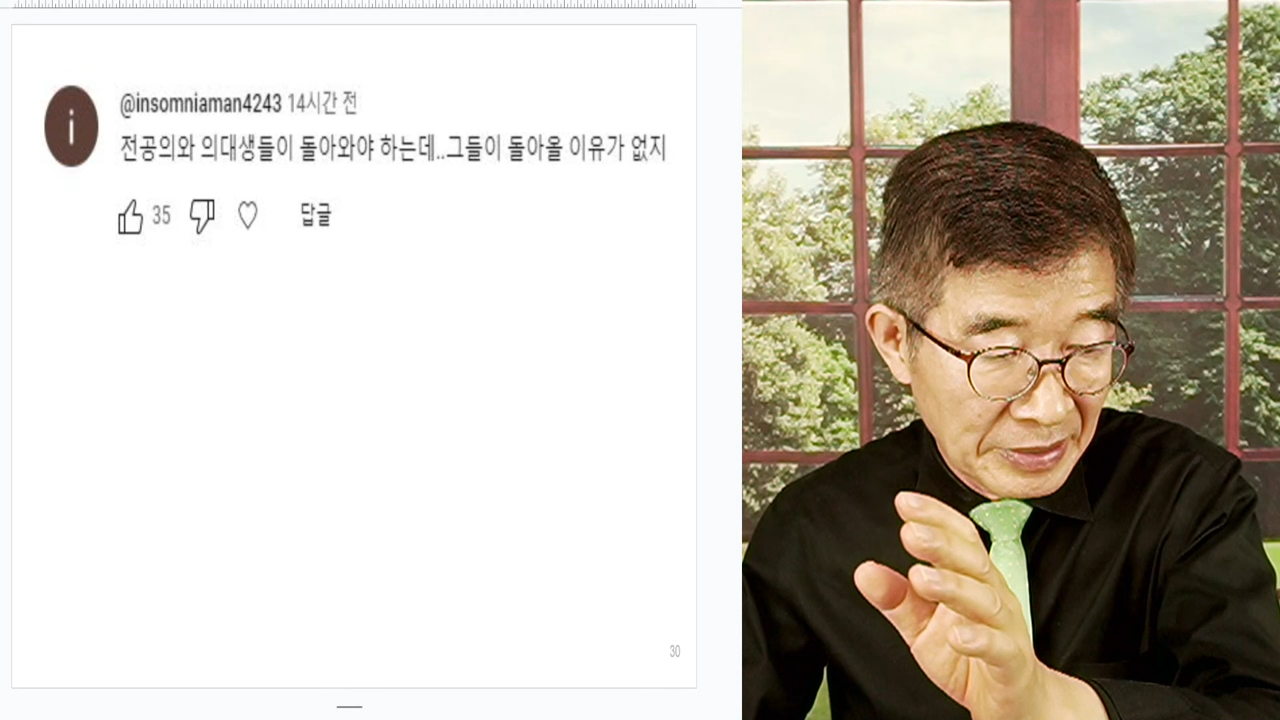 i
@insomniaman4243 14시간 전
전공의와 의대생들이 돌아와야 하는데..그들이 돌아올 이유가 없지
35 답글
30